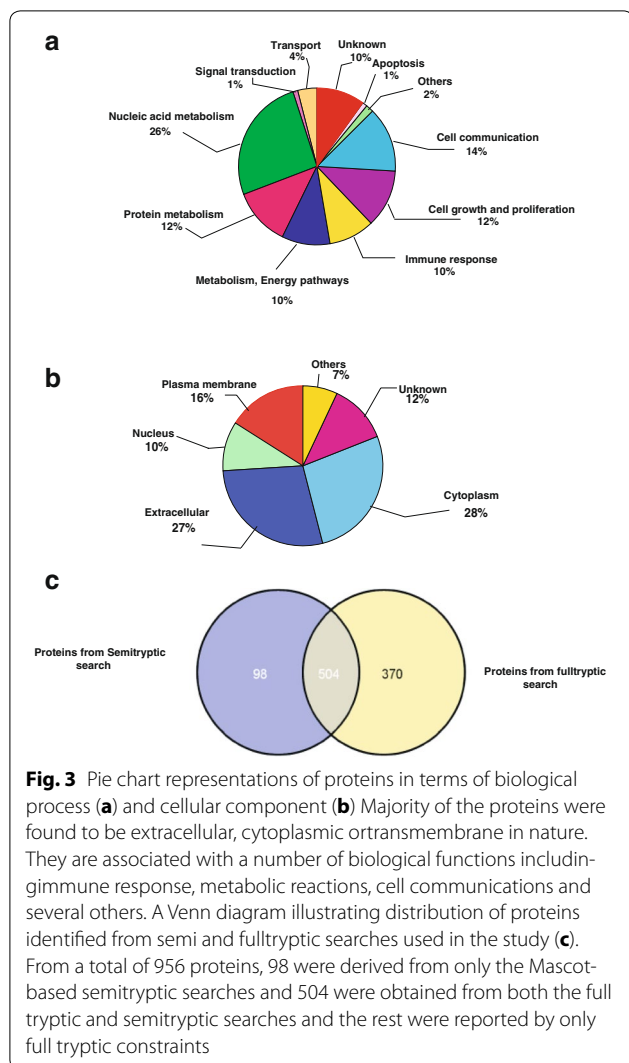 a
Transport
4%
Unknown
10%
Apoptosis
1%
Others
2%
Signal transduction
1%
Nucleic acid metabolism
26%
Cell communication
14%
Protein metabolism
12%
Cell growth and proliferation
12%
Metabolism, Energy pathways
10%
Immune response
10%
b
Others
7%
Plasma membrane
16%
Unknown
12%
Nucleus
10%
Extracellular
27%
Cytoplasm
28%
c
Proteins from Semitryptic
search
98
504
370
Proteins from fulltryptic
search
Fig. 3 Pie chart representations of proteins in terms of biological
process (a) and cellular component (b) Majority of the proteins were
found to be extracellular, cytoplasmic ortransmembrane in nature.
They are associated with a number of biological functions includin-
gimmune response, metabolic reactions, cell communications and
several others. A Venn diagram illustrating distribution of proteins
identified from semi and fulltryptic searches used in the study (c).
From a total of 956 proteins, 98 were derived from only the Mascot-
based semitryptic searches and 504 were obtained from both the full
tryptic and semitryptic searches and the rest were reported by only
full tryptic constraints